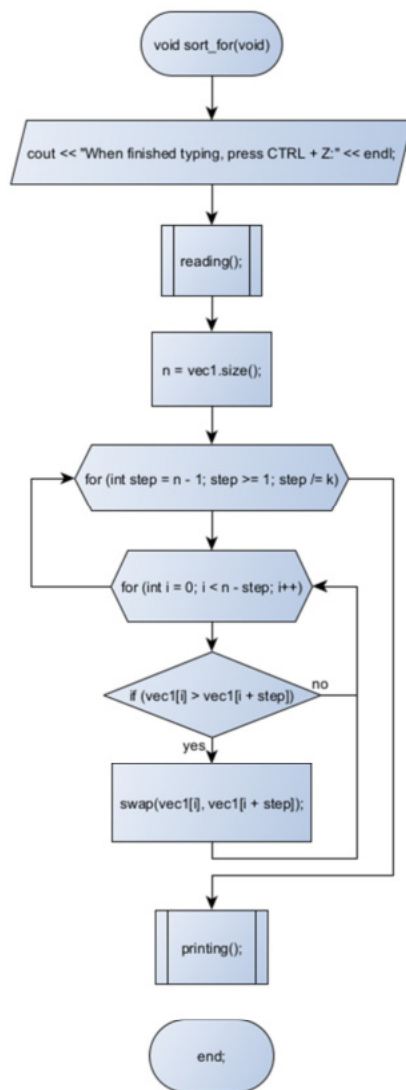 void sort_for(void)
cout << "When finished typing, press CTRL + Z:" << endl;
reading();
n = vec1.size();
for (int step = n - 1; step >= 1; step /= k)
for (int i = 0; i < n - step; i++)
if (vec1[i] > vec1[i + step])
no
yes
swap(vec1[i], vec1[i + step]);
printing();
end;